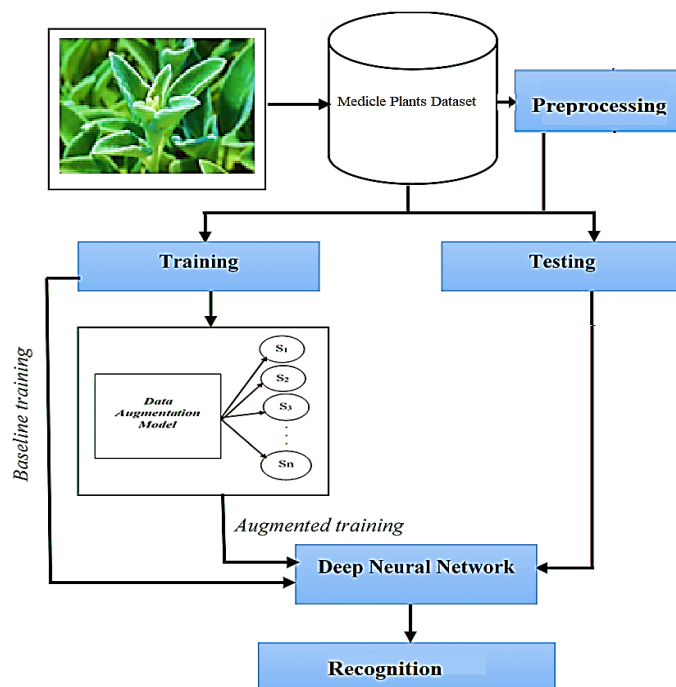 Medicle Plants Dataset
Preprocessing
Training
Testing
Baseline training
Data
Augmentation
Model
S1
S2
S3
Sn
Augmented training
Deep Neural Network
Recognition